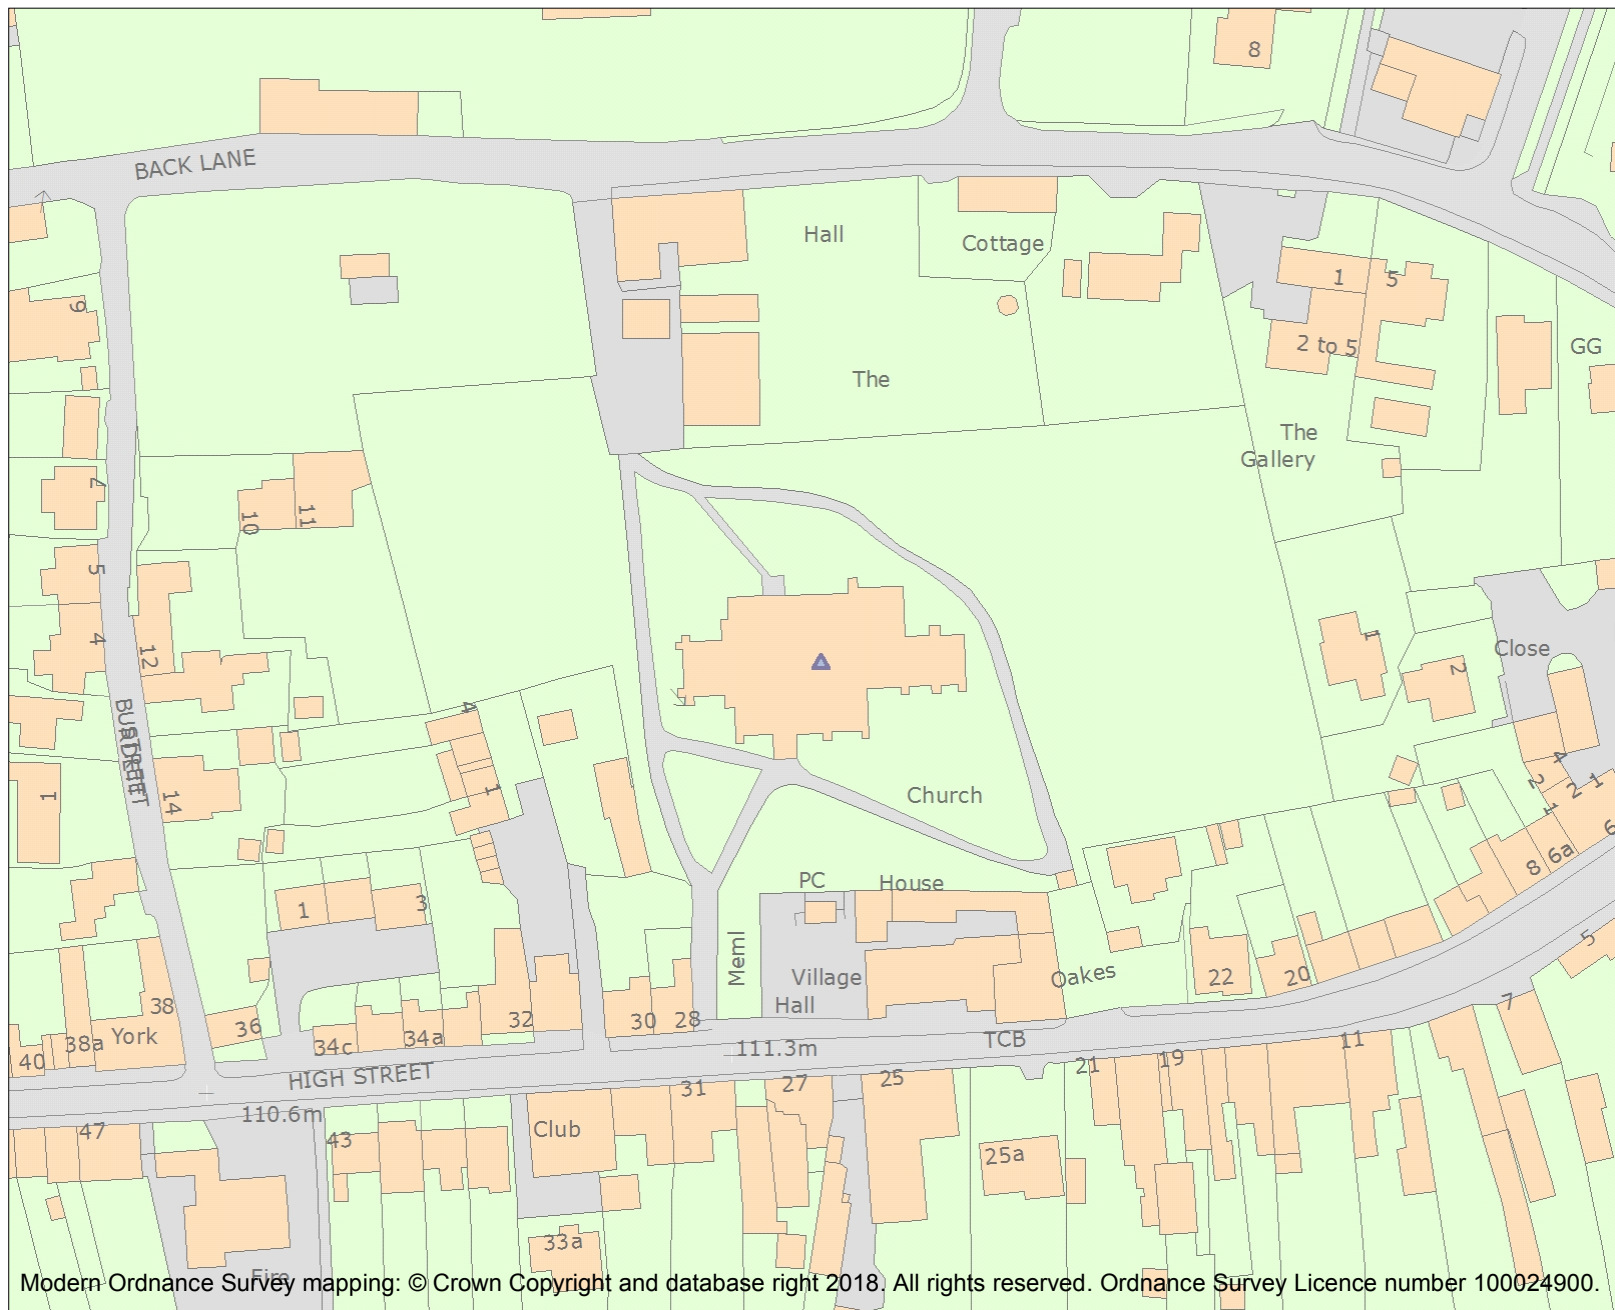 8
BACK LANE
Hall
Cottage
1
5
9
2 to 5
GG
The
The
Gallery
10
11
5
4
12
1
2
Close
4
BURDETT
STREET
1
14
1
Church
4
2
1
2
1
6
6a
8
PC
House
1
3
Meml
Village
Hall
Oakes
22
20
5
7
38
York
38a
40
36
34c
34a
32
30
28
111.3m
TCB
21
19
11
HIGH STREET
110.6m
31
27
25
47
43
Club
25a
33a
Fire
Modern Ordnance Survey mapping: © Crown Copyright and database right 2018. All rights reserved. Ordnance Survey Licence number 100024900.